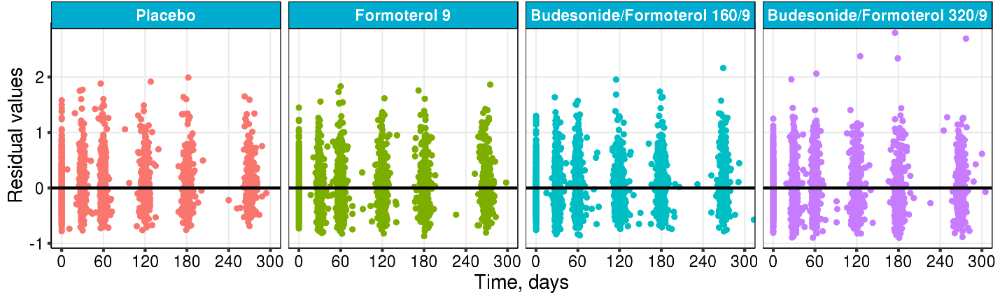 Placebo
Formoterol 9
Budesonide/Formoterol 160/9
Budesonide/Formoterol 320/9
Residual values
2
1
0
-1
0 60 120 180 240 300
0 60 120 180 240 300
0 60 120 180 240 300
0 60 120 180 240 300
Time, days